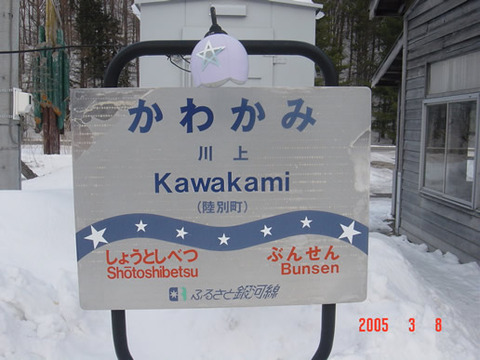 かわかみ
川上
Kawakami
(陸別町)
しょうとしべつ ぶんせん
Shōtoshibetsu Bunsen
ふるさと銀河線
2005 3 8